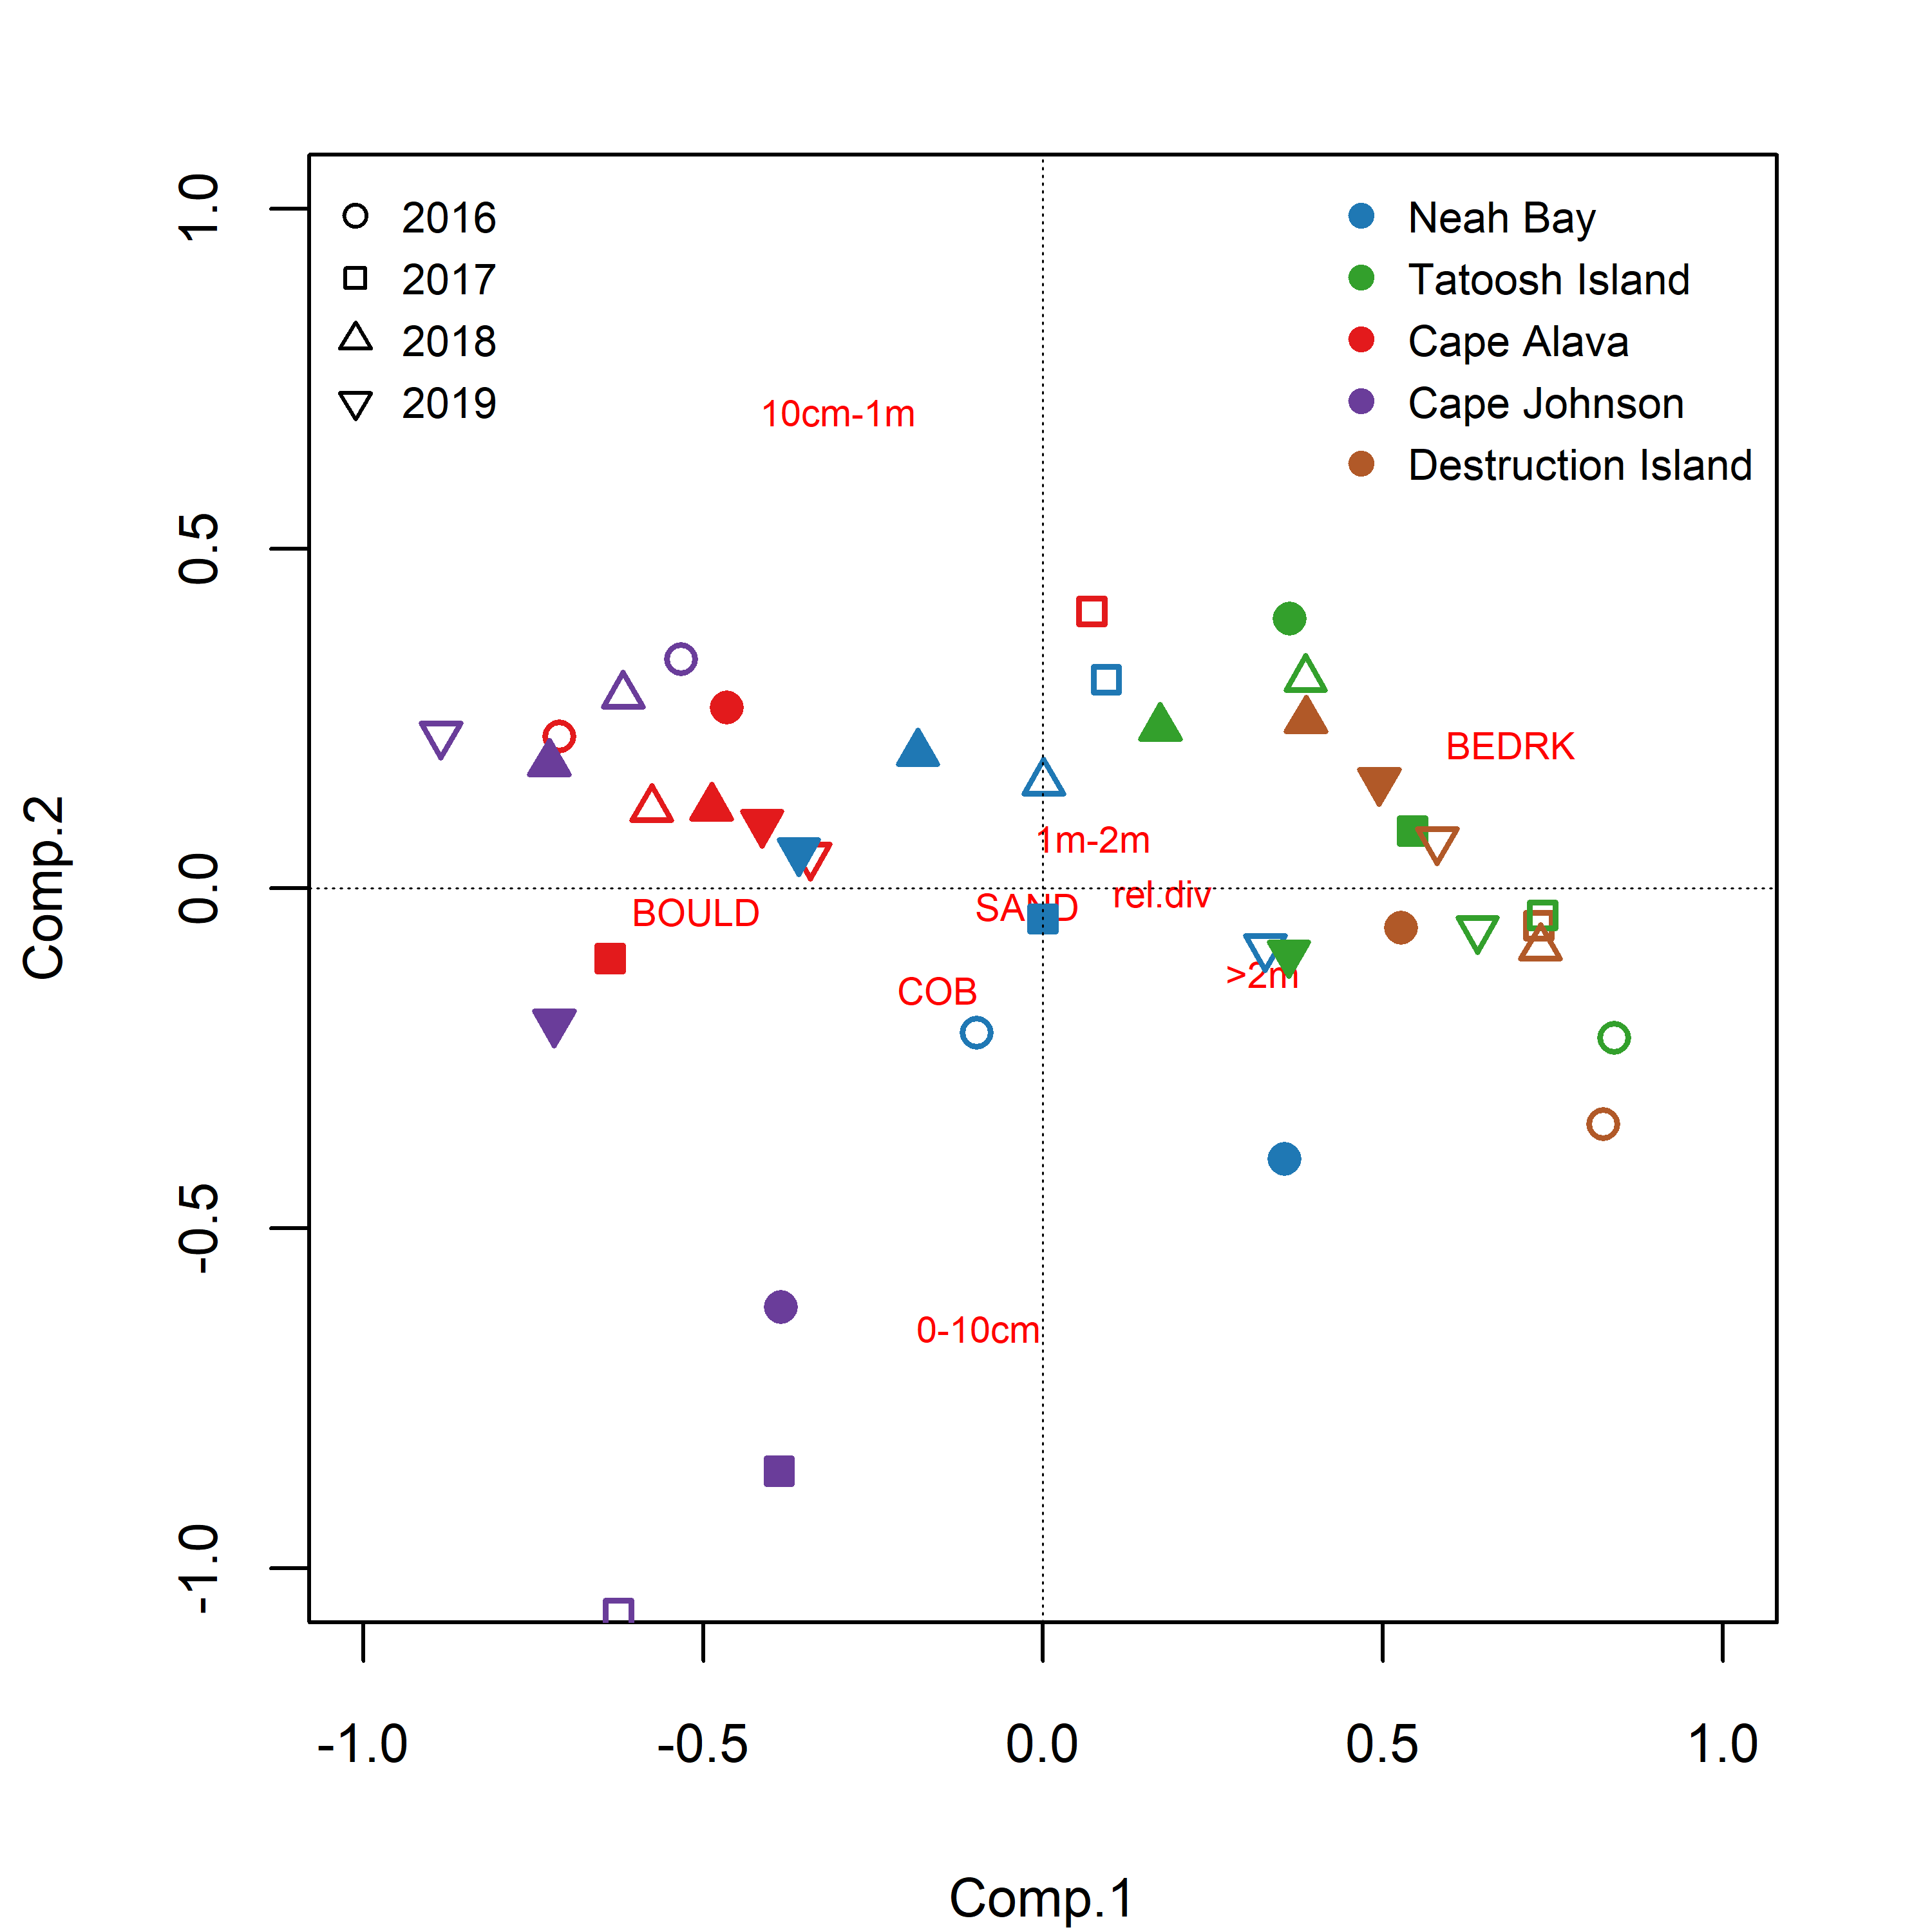 2016
2017
2018
2019
Neah Bay
Tatoosh Island
Cape Alava
Cape Johnson
Destruction Island
10cm-1m
BEDRK
1m-2m
rel.div
SAND
BOULD
>2m
COB
0-10cm
1.0
0.5
0.0
-0.5
-1.0
Comp.2
-1.0 -0.5 0.0 0.5 1.0
Comp.1